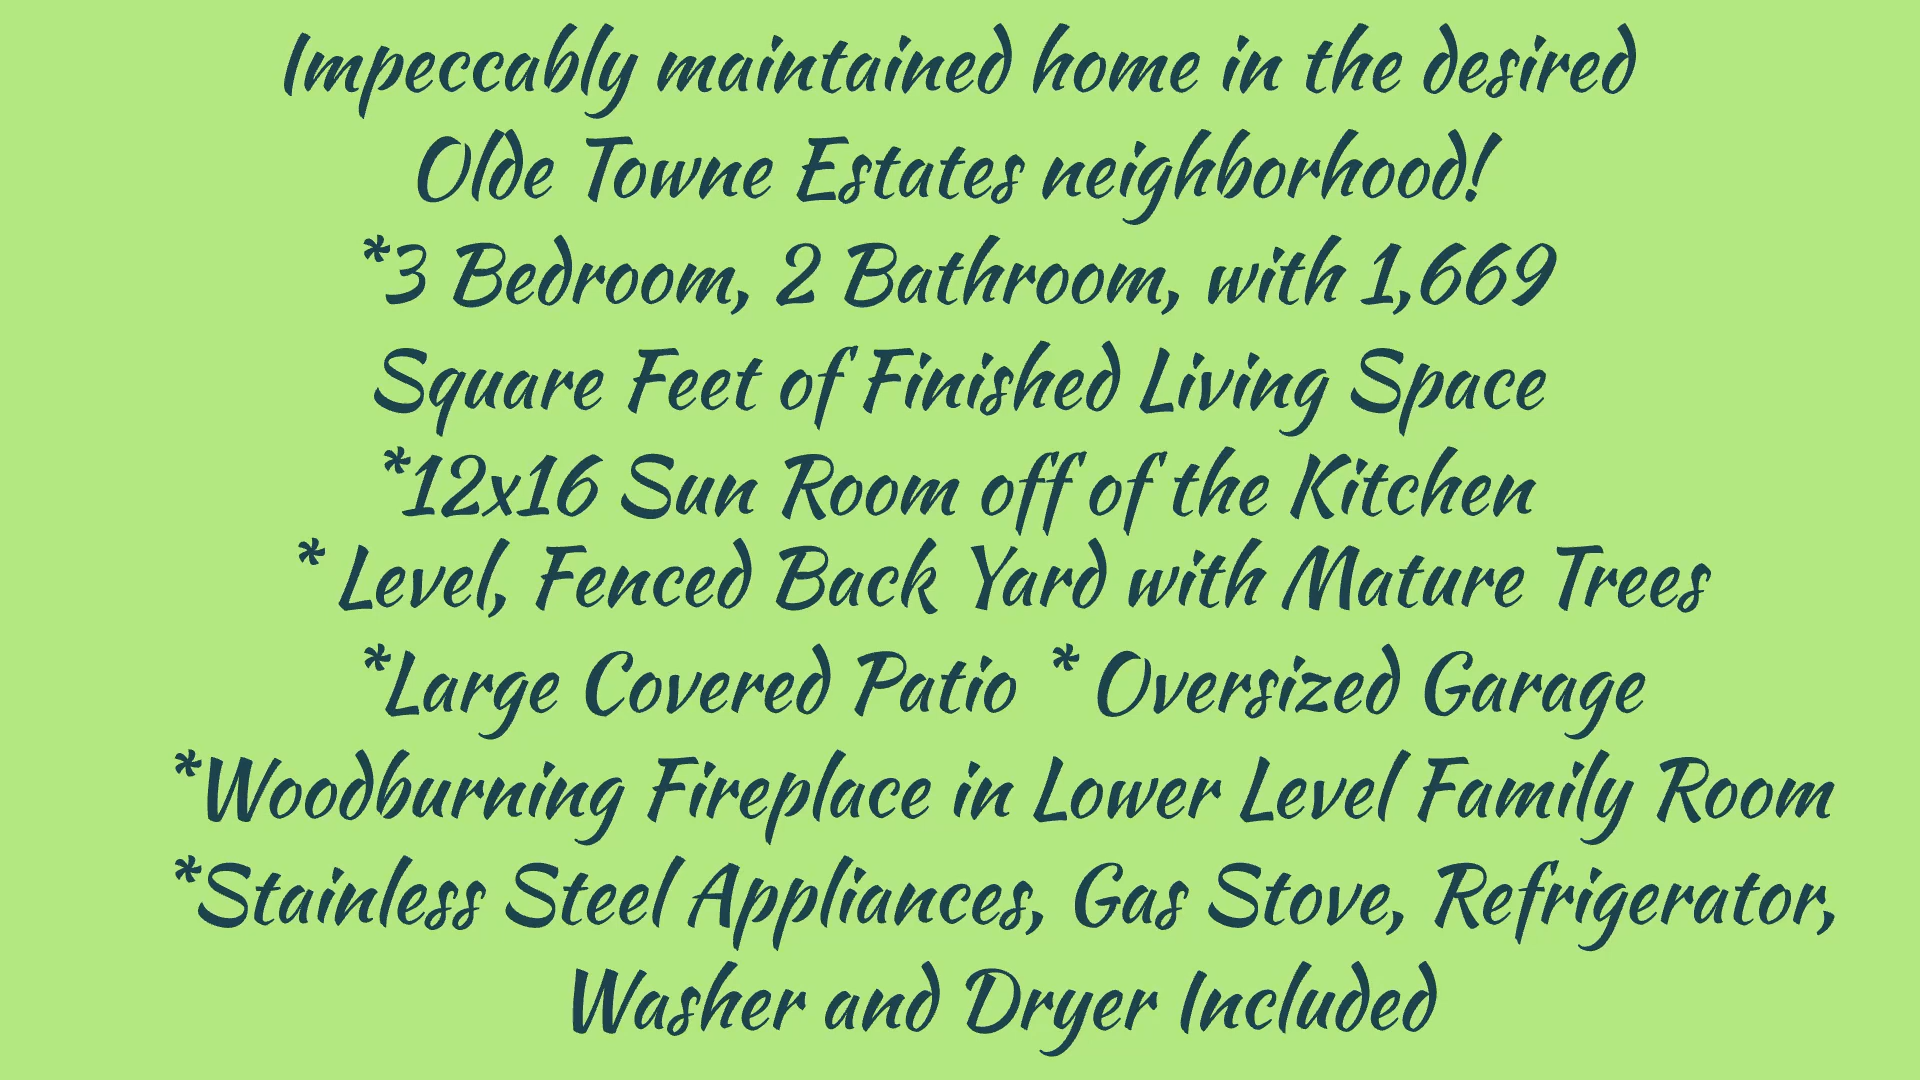 Impeccably maintained home in the desired
Olde Towne Estates neighborhood!
*3 Bedroom, 2 Bathroom, with 1,669
Square Feet of Finished Living Space
*12x16 Sun Room off of the Kitchen
* Level, Fenced Back Yard with Mature Trees
*Large Covered Patio * Oversized Garage
*Woodburning Fireplace in Lower Level Family Room
*Stainless Steel Appliances, Gas Stove, Refrigerator,
Washer and Dryer Included